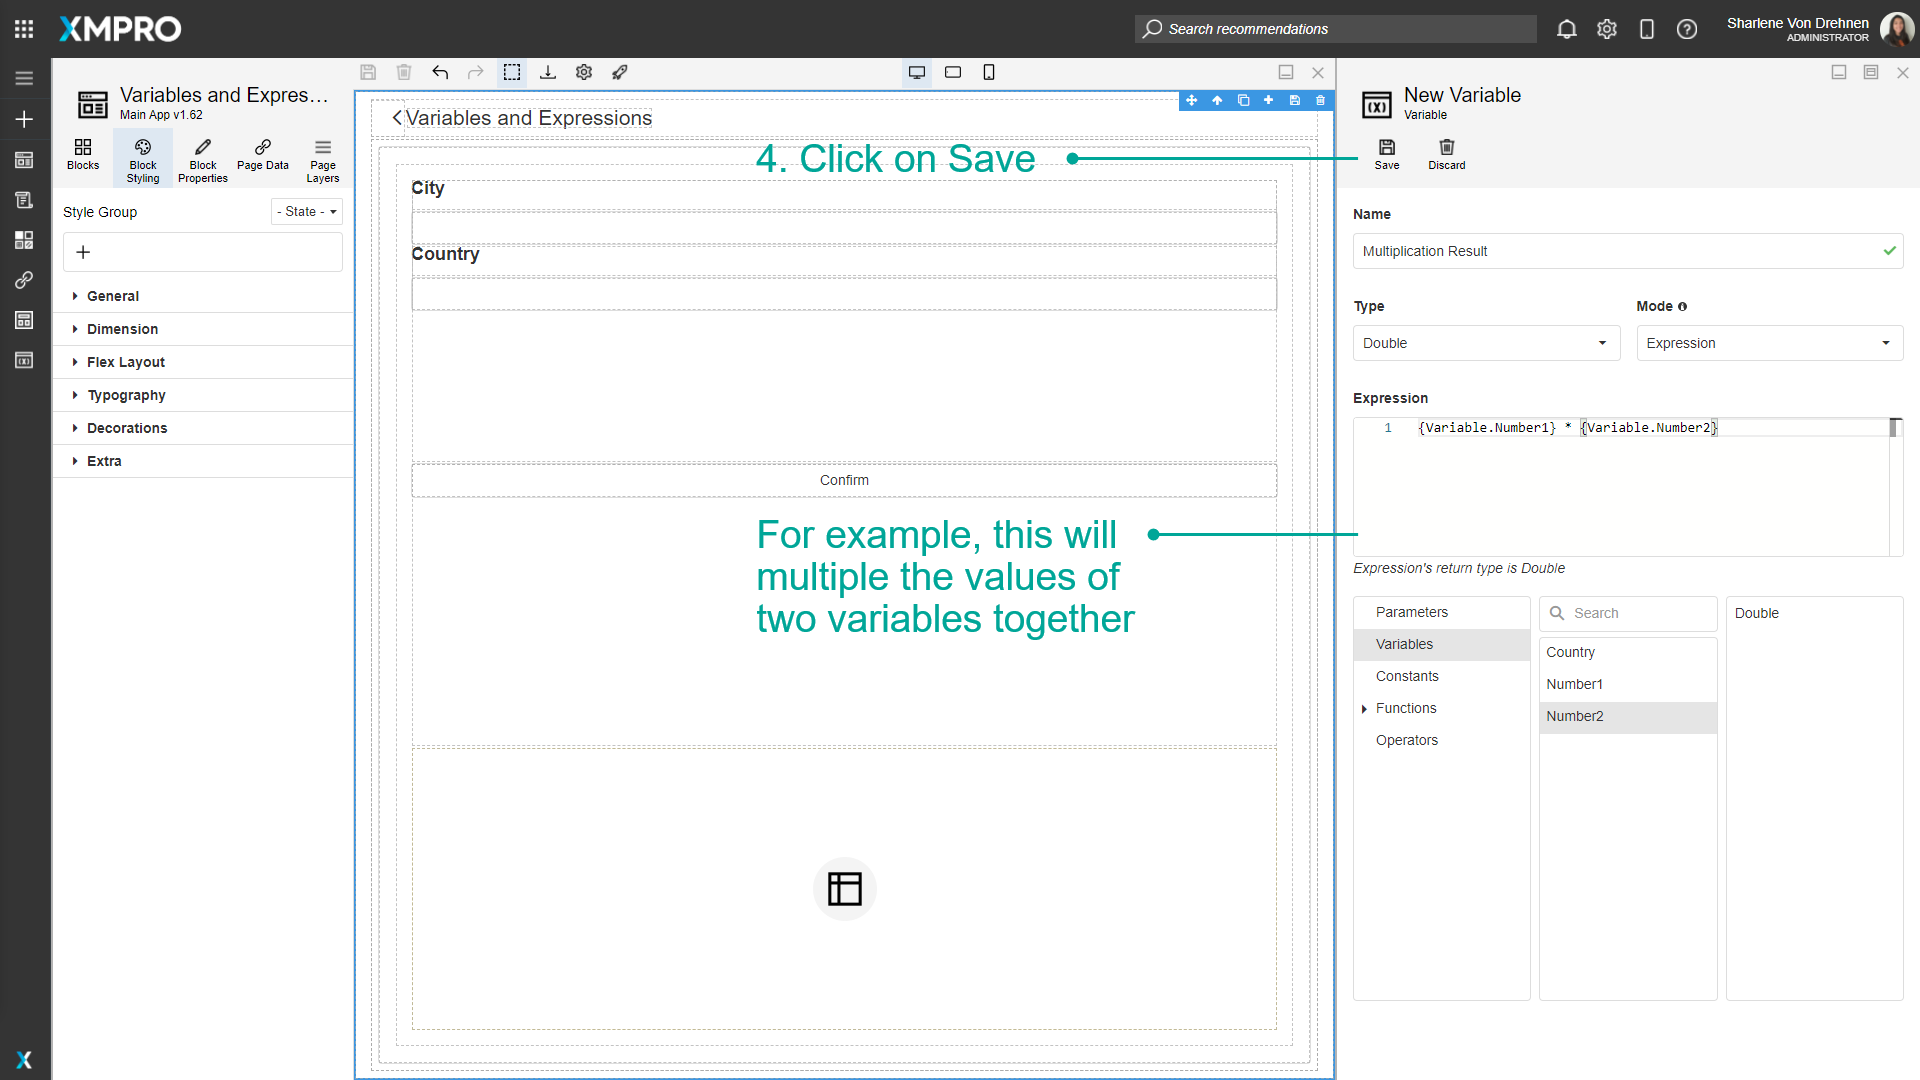 XMPRO
Search recommendations
Sharlene Von Drehnen
ADMINISTRATOR
Variables and Expres...
Main App v1.62
Blocks
Block Styling
Block Properties
Page Data
Page Layers
Style Group
- State -
General
Dimension
Flex Layout
Typography
Decorations
Extra
Variables and Expressions
4. Click on Save
City
Country
Confirm
For example, this will
multiple the values of
two variables together
New Variable
Variable
Save
Discard
Name
Multiplication Result
Type
Mode
Double
Expression
Expression
1 {Variable.Number1} * {Variable.Number2}
Expression's return type is Double
Parameters
Variables
Constants
Functions
Operators
Search
Country
Number1
Number2
Double